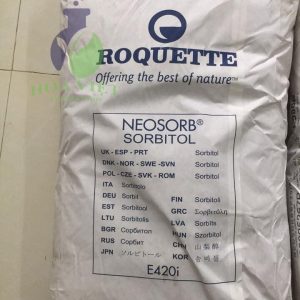 ROQUETTE
Offering the best of nature™
NEOSORB®
SORBITOL
UK - ESP - PRT Sorbitol
DNK - NOR - SWE - SVN Sorbitol
POL - CZE - SVK - ROM Sorbitol
ITA Sorbitolo
DEU Sorbit FIN Sorbitoli
EST Sorbitool GRC Σορβιτόλη
LTU Sorbitolis LVA Sorbīts
BGR Сорбитол HUN Szorbitol
RUS Сорбит CHN 山梨醇
JPN ソルビトール KOR 솔비톨
E420i